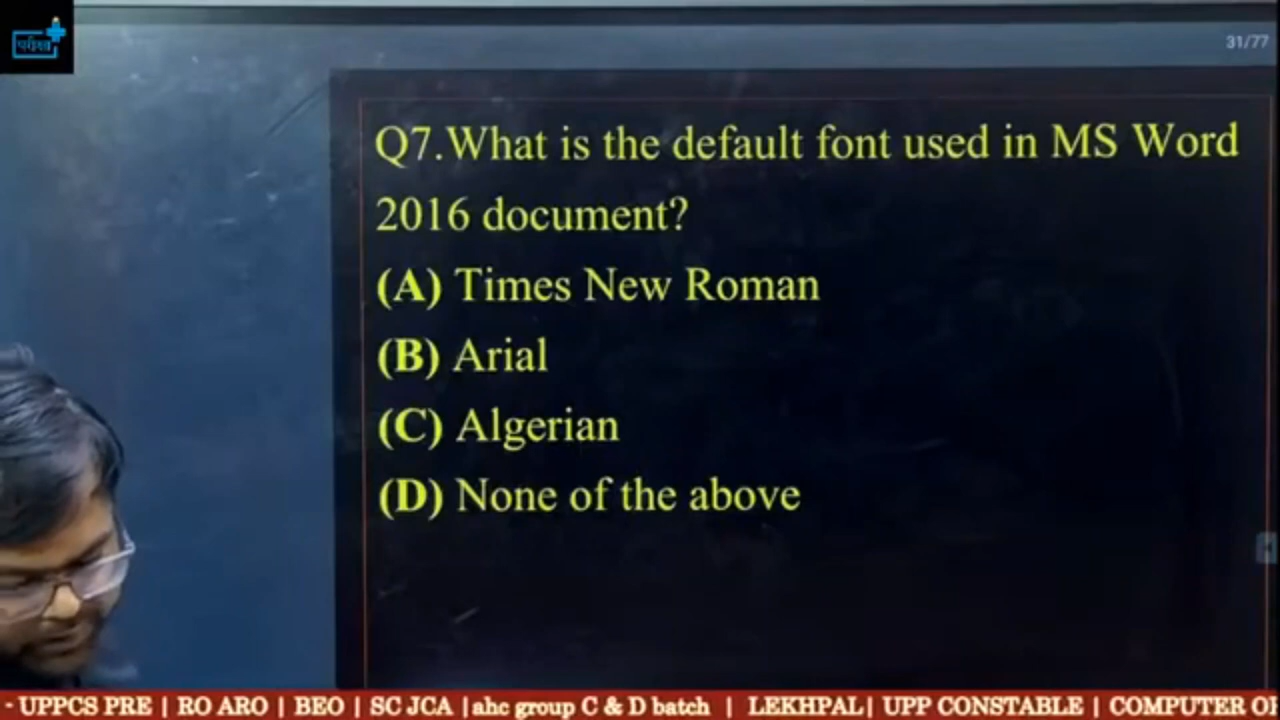 परीक्षा
31/77
Q7.What is the default font used in MS Word
2016 document?
(A) Times New Roman
(B) Arial
(C) Algerian
(D) None of the above
- UPPCS PRE | RO ARO | BEO | SC JCA | ahc group C & D batch | LEKHPAL| UPP CONSTABLE | COMPUTER